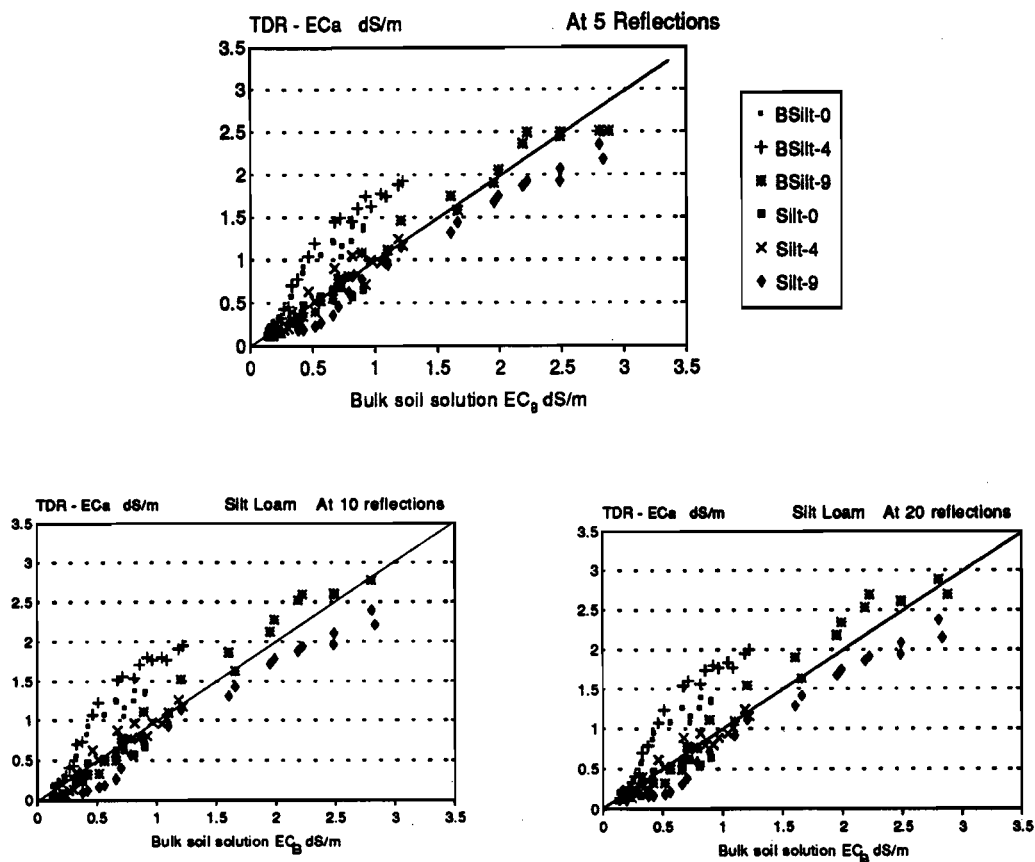 TDR - ECa dS/m At 5 Reflections
3.5
3
2.5
2
1.5
1
0.5
0
0 0.5 1 1.5 2 2.5 3 3.5
Bulk soil solution EC_B dS/m
BSilt-0
BSilt-4
BSilt-9
Silt-0
Silt-4
Silt-9
TDR - ECa dS/m Silt Loam At 10 reflections
3.5
3
2.5
2
1.5
1
0.5
0
0 0.5 1 1.5 2 2.5 3 3.5
Bulk soil solution EC_B dS/m
TDR - ECa dS/m Silt Loam At 20 reflections
3.5
3
2.5
2
1.5
1
0.5
0
0 0.5 1 1.5 2 2.5 3 3.5
Bulk soil solution EC_B dS/m